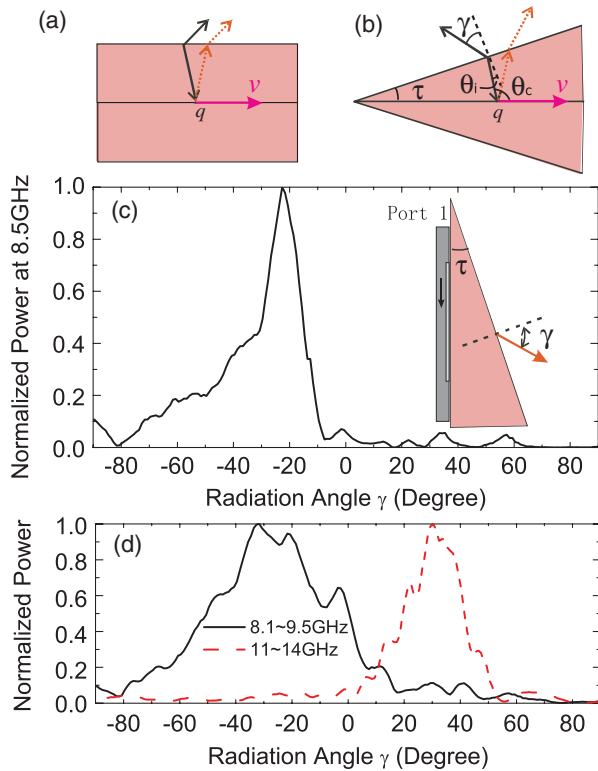 (a)
q
v
(b)
γ
τ
θi
θc
q
v
(c)
Port 1
τ
γ
Normalized Power at 8.5GHz
1.0
0.8
0.6
0.4
0.2
0.0
-80 -60 -40 -20 0 20 40 60 80
Radiation Angle γ (Degree)
(d)
8.1~9.5GHz
11~14GHz
Normalized Power
1.0
0.8
0.6
0.4
0.2
0.0
-80 -60 -40 -20 0 20 40 60 80
Radiation Angle γ (Degree)